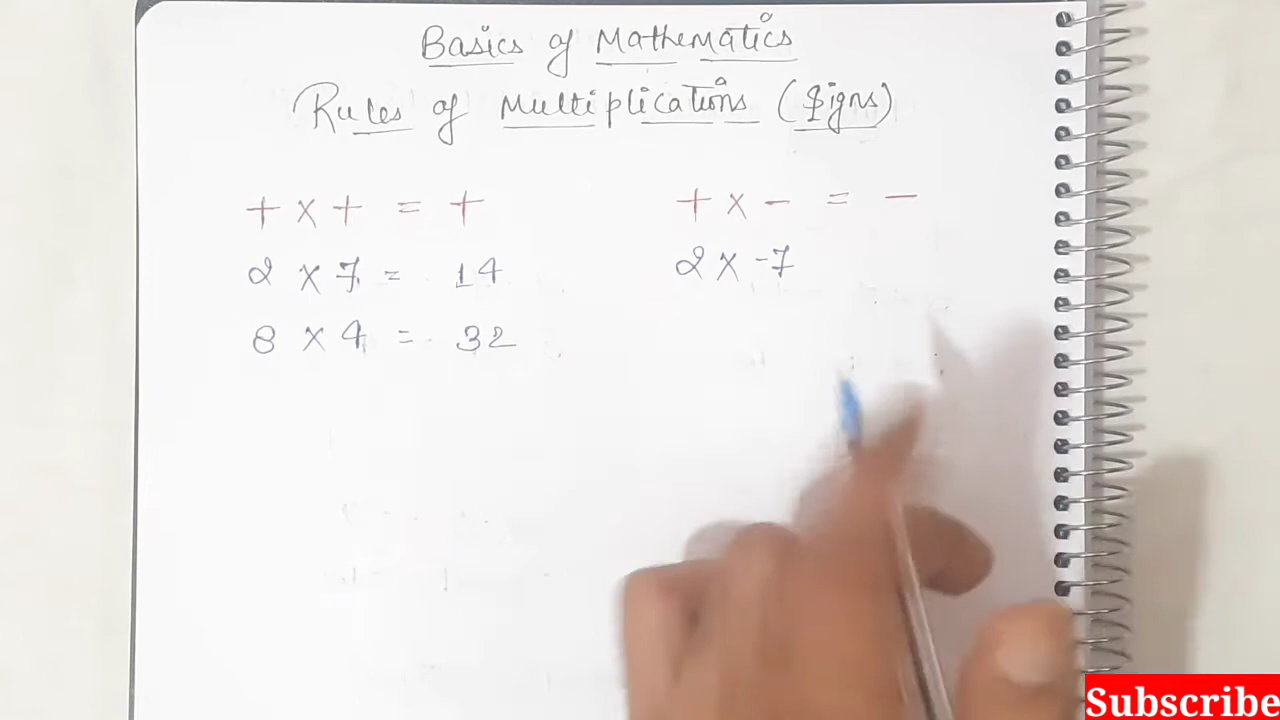 Basics of Mathematics
Rules of Multiplications (Signs)
+ x + = +
2 x 7 = 14
8 x 4 = 32
+ x - = -
2 x -7
Subscribe